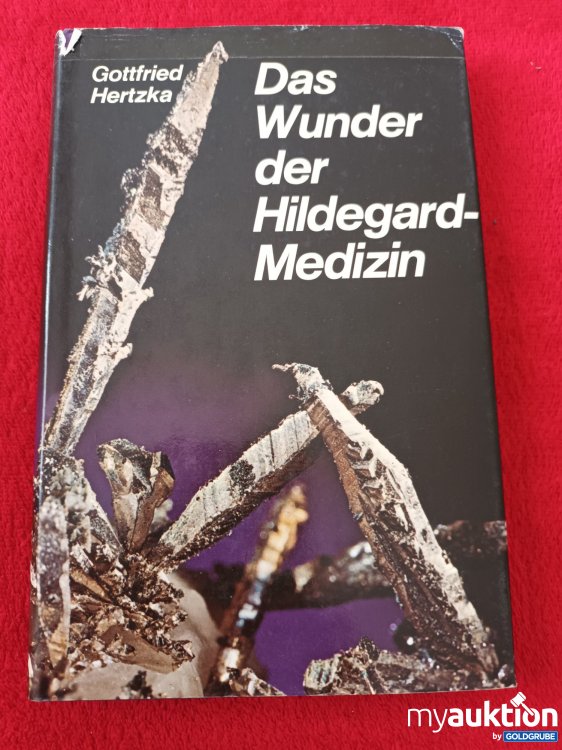 Gottfried
Hertzka
Das
Wunder
der
Hildegard-
Medizin
myauktion
by GOLDGRUBE